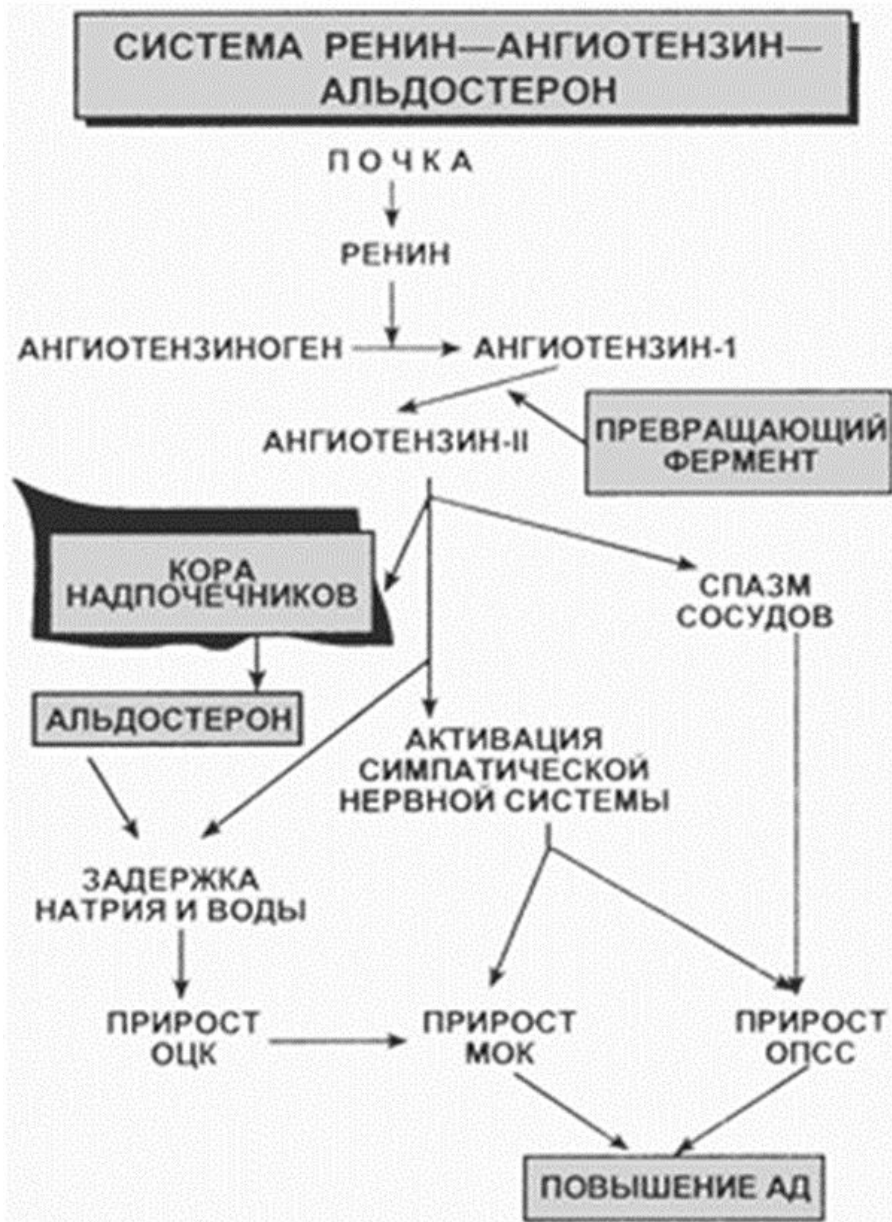 СИСТЕМА РЕНИН—АНГИОТЕНЗИН—
АЛЬДОСТЕРОН
ПОЧКА
РЕНИН
АНГИОТЕНЗИНОГЕН
АНГИОТЕНЗИН-1
АНГИОТЕНЗИН-II
ПРЕВРАЩАЮЩИЙ
ФЕРМЕНТ
КОРА
НАДПОЧЕЧНИКОВ
СПАЗМ
СОСУДОВ
АЛЬДОСТЕРОН
АКТИВАЦИЯ
СИМПАТИЧЕСКОЙ
НЕРВНОЙ СИСТЕМЫ
ЗАДЕРЖКА
НАТРИЯ И ВОДЫ
ПРИРОСТ
ОЦК
ПРИРОСТ
МОК
ПРИРОСТ
ОПСС
ПОВЫШЕНИЕ АД